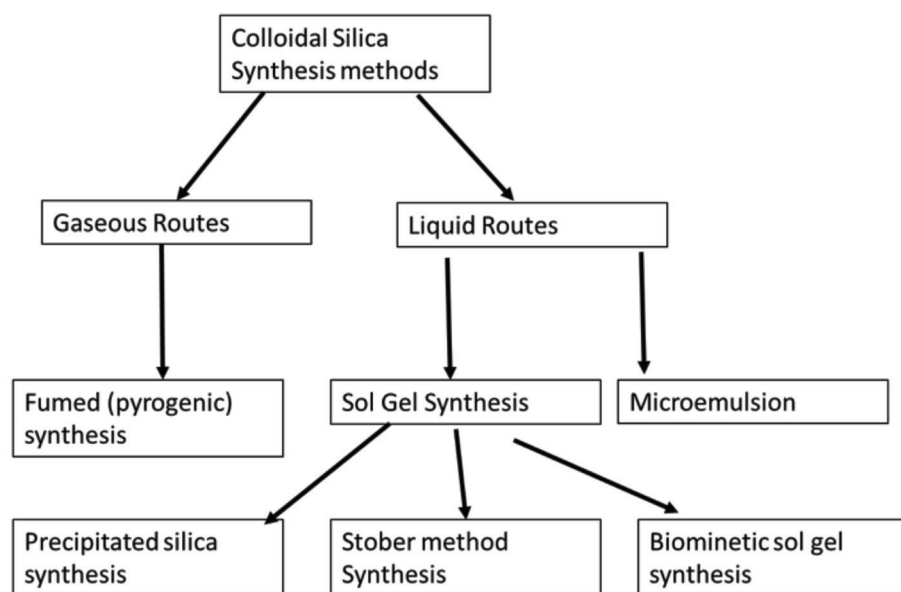 Colloidal Silica
Synthesis methods
Gaseous Routes
Liquid Routes
Fumed (pyrogenic)
synthesis
Sol Gel Synthesis
Microemulsion
Precipitated silica
synthesis
Stober method
Synthesis
Biominetic sol gel
synthesis